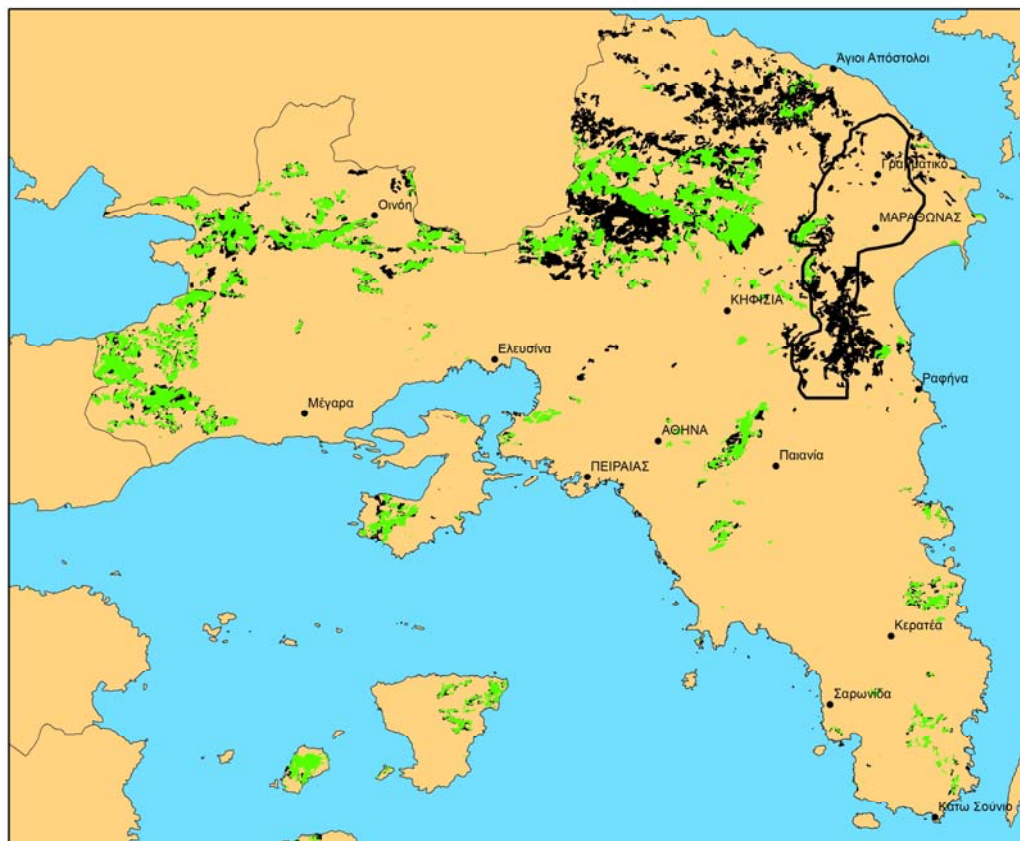 Άγιοι Απόστολοι
Γραμματικό
Οινόη
ΜΑΡΑΘΩΝΑΣ
ΚΗΦΙΣΙΑ
Ελευσίνα
Ραφήνα
Μέγαρα
ΑΘΗΝΑ
Παιανία
ΠΕΙΡΑΙΑΣ
Κερατέα
Σαρωνίδα
Κάτω Σούνιο